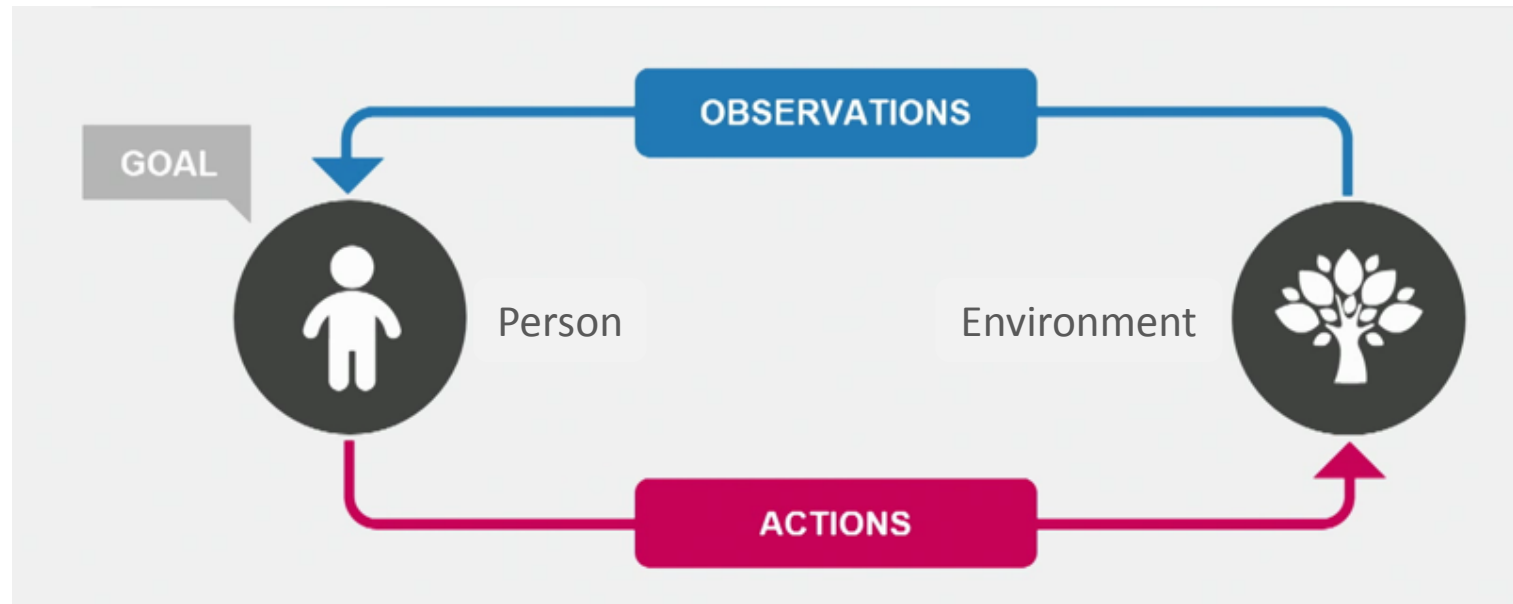 OBSERVATIONS
GOAL
Person
Environment
ACTIONS